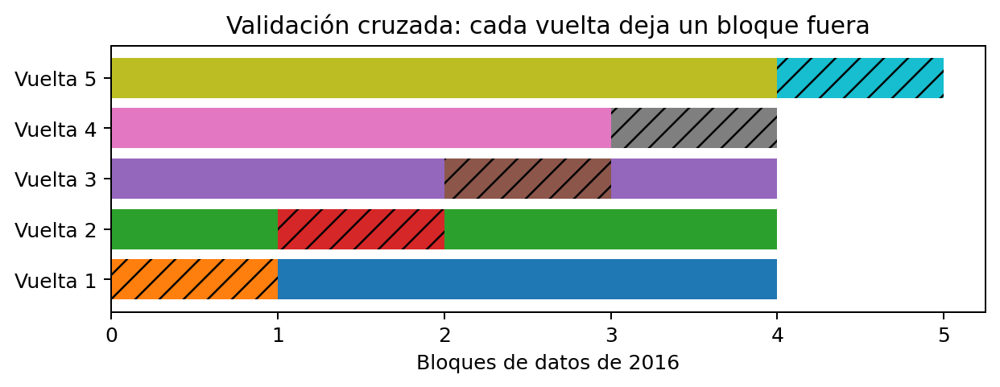 Validación cruzada: cada vuelta deja un bloque fuera
Vuelta 5
Vuelta 4
Vuelta 3
Vuelta 2
Vuelta 1
0 1 2 3 4 5
Bloques de datos de 2016